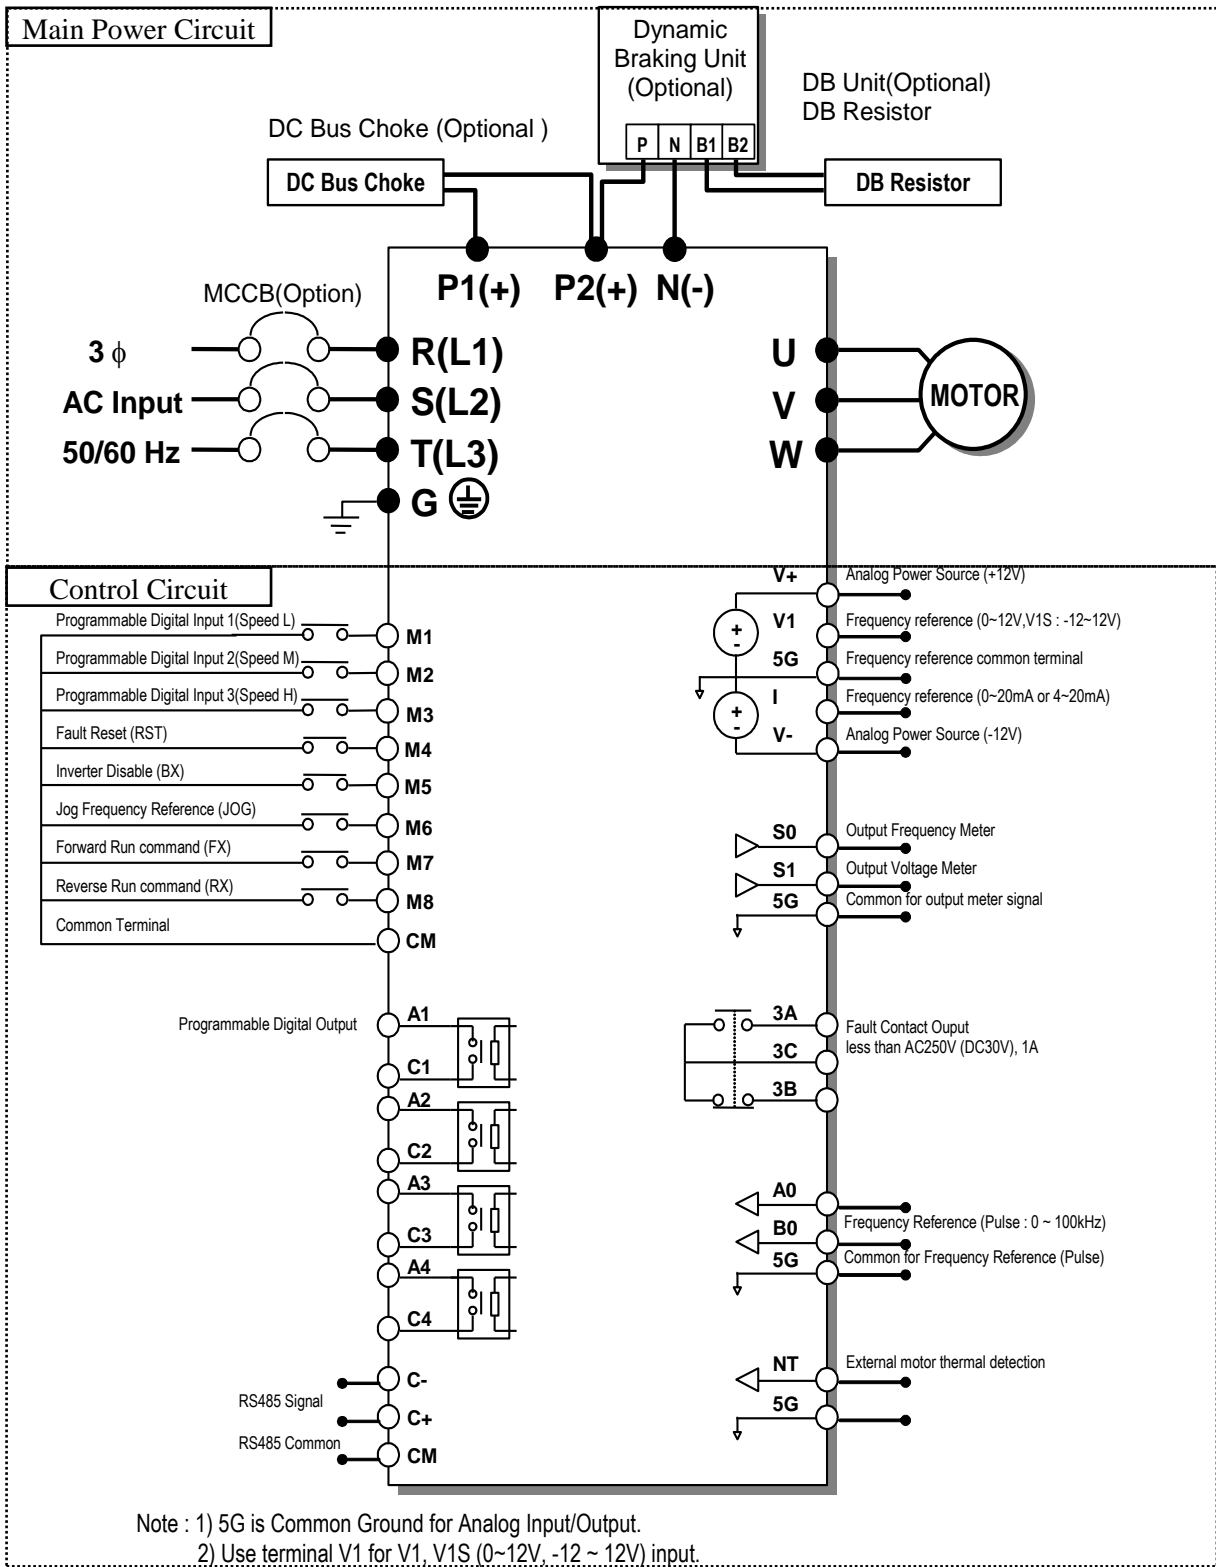 Main Power Circuit
Dynamic
Braking Unit
(Optional)
P N B1 B2
DB Unit(Optional)
DB Resistor
DC Bus Choke (Optional )
DC Bus Choke
DB Resistor
P1(+) P2(+) N(-)
MCCB(Option)
3 ϕ
AC Input
50/60 Hz
R(L1)
S(L2)
T(L3)
G
U
V
W
MOTOR
Control Circuit
Programmable Digital Input 1(Speed L)
M1
Programmable Digital Input 2(Speed M)
M2
Programmable Digital Input 3(Speed H)
M3
Fault Reset (RST)
M4
Inverter Disable (BX)
M5
Jog Frequency Reference (JOG)
M6
Forward Run command (FX)
M7
Reverse Run command (RX)
M8
Common Terminal
CM
V+ Analog Power Source (+12V)
+
-
V1 Frequency reference (0~12V,V1S : -12~12V)
5G Frequency reference common terminal
I Frequency reference (0~20mA or 4~20mA)
+
-
V- Analog Power Source (-12V)
S0 Output Frequency Meter
S1 Output Voltage Meter
5G Common for output meter signal
Programmable Digital Output
A1
C1
A2
C2
A3
C3
A4
C4
3A
3C
3B
Fault Contact Ouput
less than AC250V (DC30V), 1A
A0
B0
Frequency Reference (Pulse : 0 ~ 100kHz)
5G Common for Frequency Reference (Pulse)
NT External motor thermal detection
5G
C-
RS485 Signal
C+
RS485 Common
CM
Note : 1) 5G is Common Ground for Analog Input/Output.
2) Use terminal V1 for V1, V1S (0~12V, -12 ~ 12V) input.